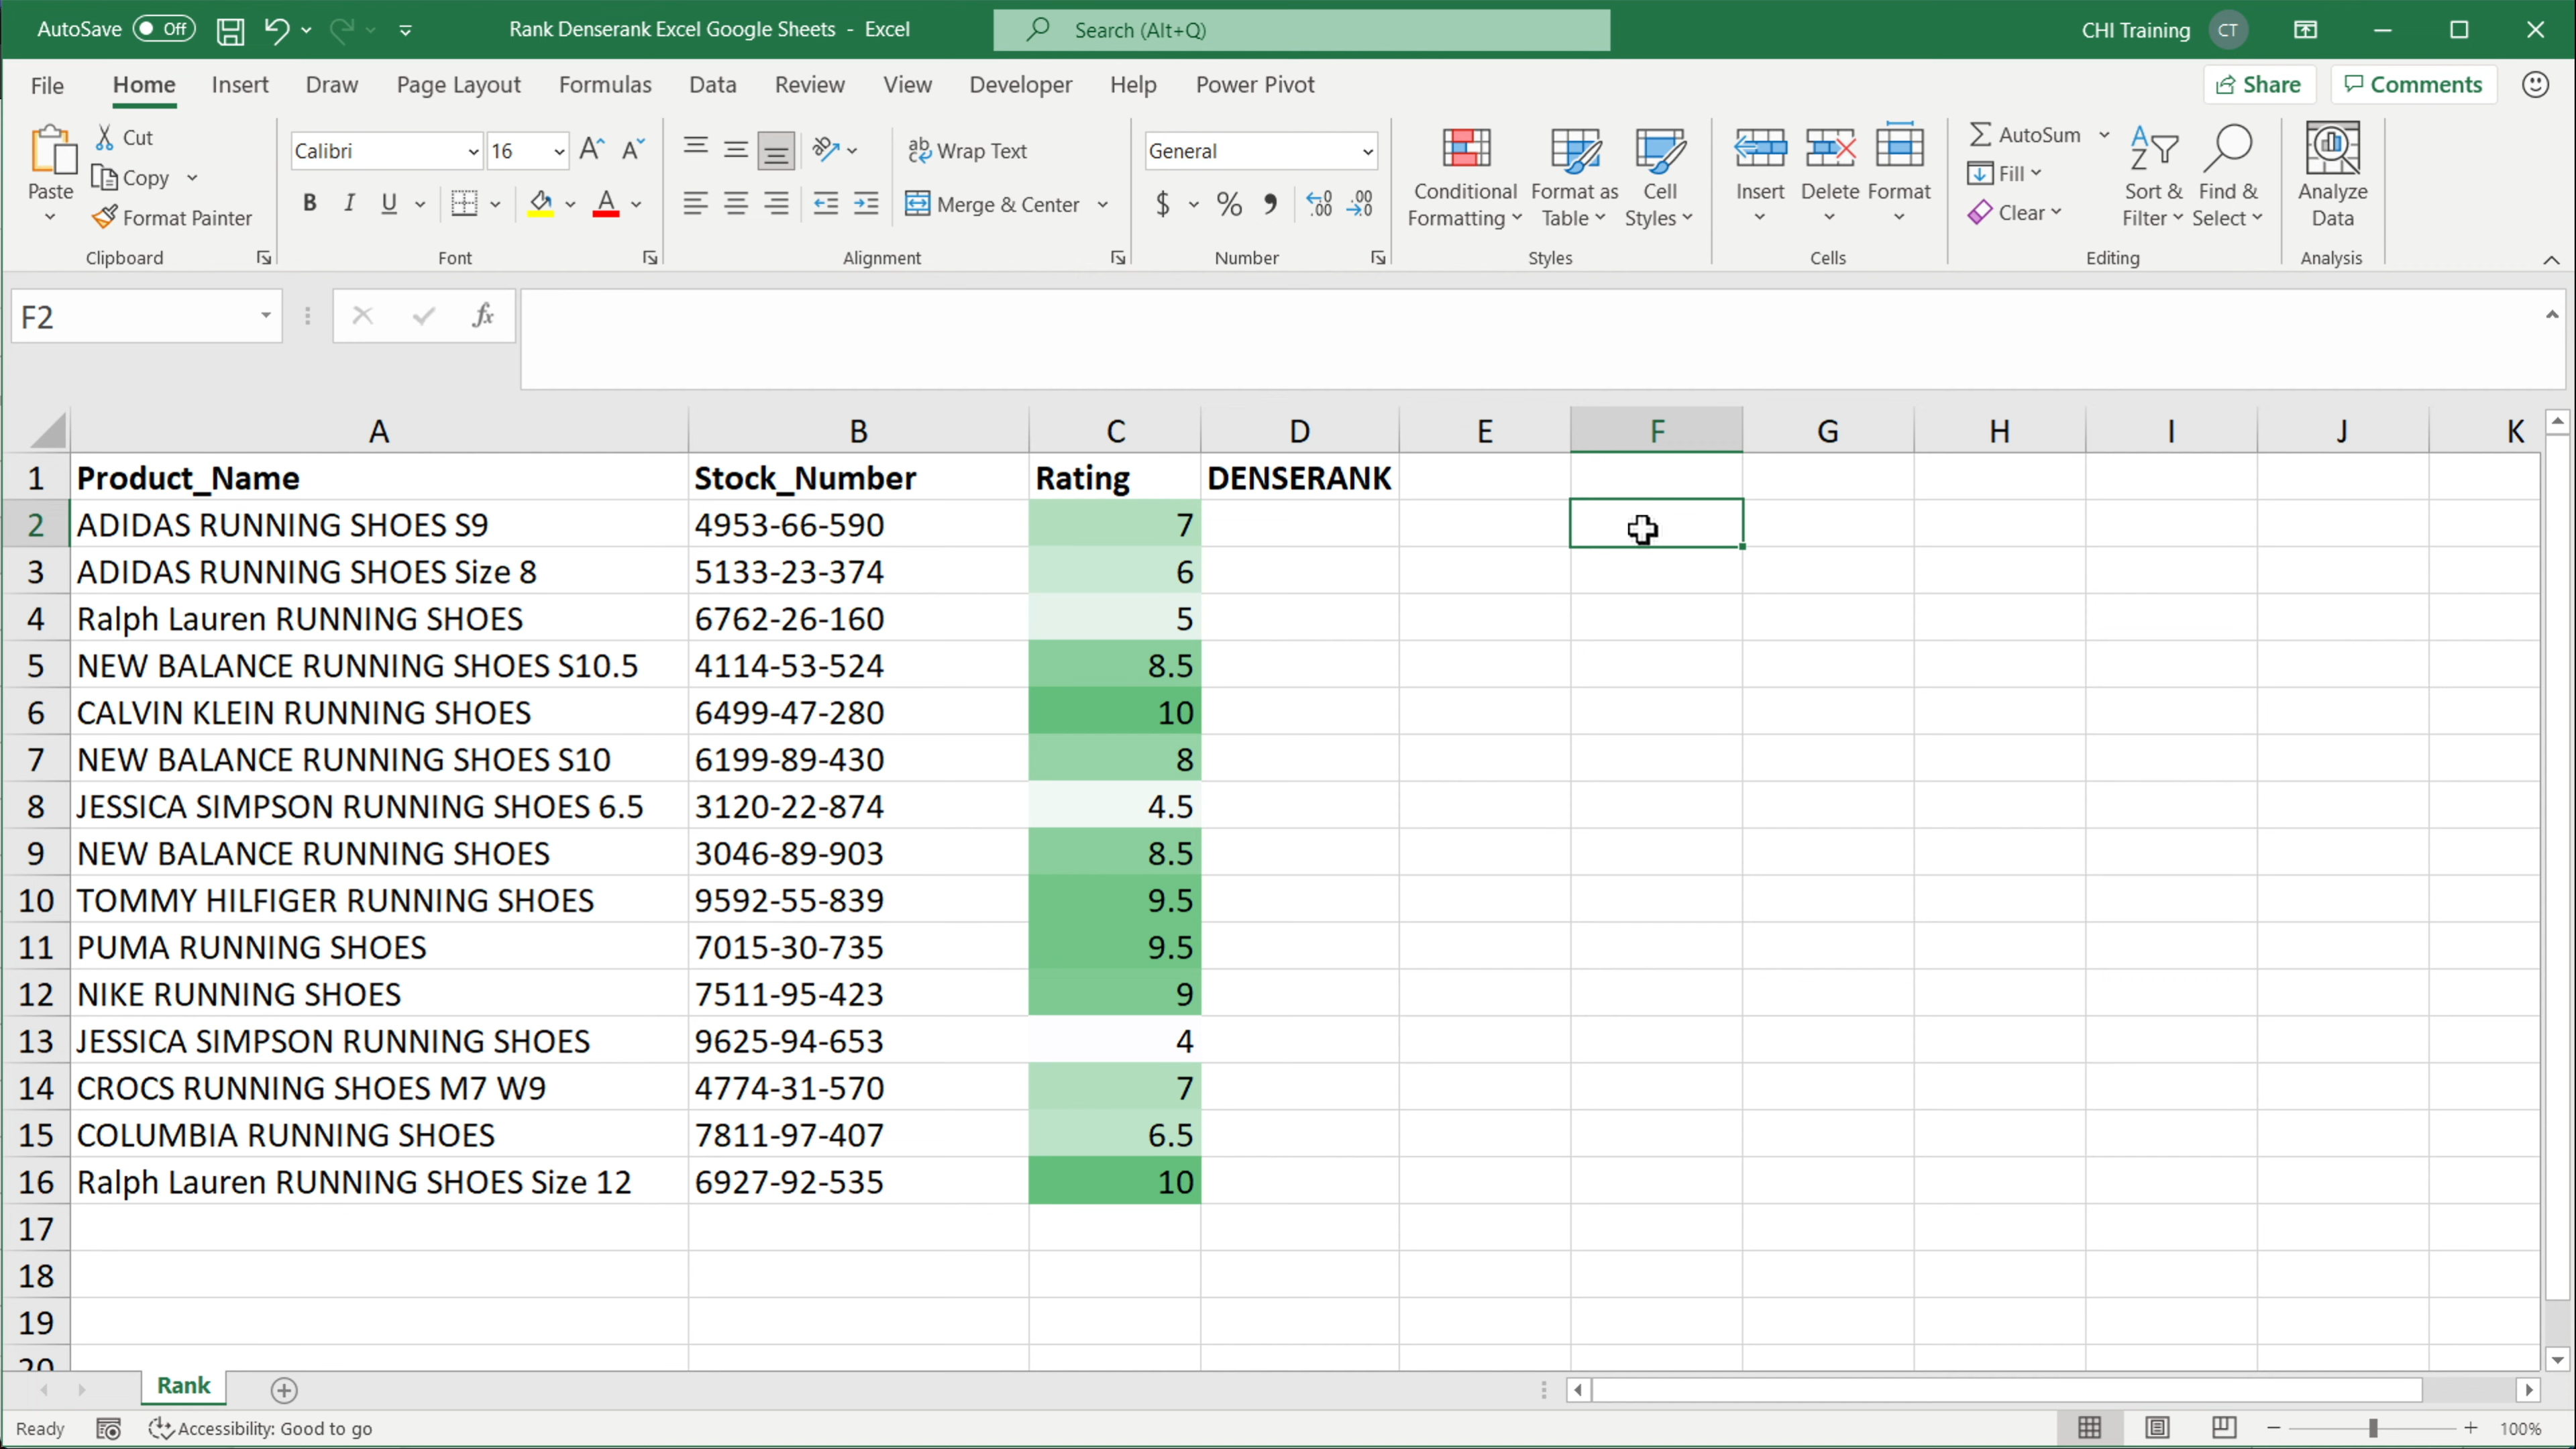 AutoSave Off Rank Denserank Excel Google Sheets - Excel Search (Alt+Q) CHI Training CT
File Home Insert Draw Page Layout Formulas Data Review View Developer Help Power Pivot Share Comments
Paste Cut Copy Format Painter Clipboard
Calibri 16 B I U A Font
ab Wrap Text Merge & Center Alignment
General $ % Number
Conditional Formatting Format as Table Cell Styles Styles
Insert Delete Format Cells
AutoSum Fill Clear Sort & Filter Find & Select Editing
Analyze Data Analysis
F2 fx
A B C D E F G H I J K
1 Product_Name Stock_Number Rating DENSERANK
2 ADIDAS RUNNING SHOES S9 4953-66-590 7
3 ADIDAS RUNNING SHOES Size 8 5133-23-374 6
4 Ralph Lauren RUNNING SHOES 6762-26-160 5
5 NEW BALANCE RUNNING SHOES S10.5 4114-53-524 8.5
6 CALVIN KLEIN RUNNING SHOES 6499-47-280 10
7 NEW BALANCE RUNNING SHOES S10 6199-89-430 8
8 JESSICA SIMPSON RUNNING SHOES 6.5 3120-22-874 4.5
9 NEW BALANCE RUNNING SHOES 3046-89-903 8.5
10 TOMMY HILFIGER RUNNING SHOES 9592-55-839 9.5
11 PUMA RUNNING SHOES 7015-30-735 9.5
12 NIKE RUNNING SHOES 7511-95-423 9
13 JESSICA SIMPSON RUNNING SHOES 9625-94-653 4
14 CROCS RUNNING SHOES M7 W9 4774-31-570 7
15 COLUMBIA RUNNING SHOES 7811-97-407 6.5
16 Ralph Lauren RUNNING SHOES Size 12 6927-92-535 10
17
18
19
20
Rank
Ready Accessibility: Good to go 100%